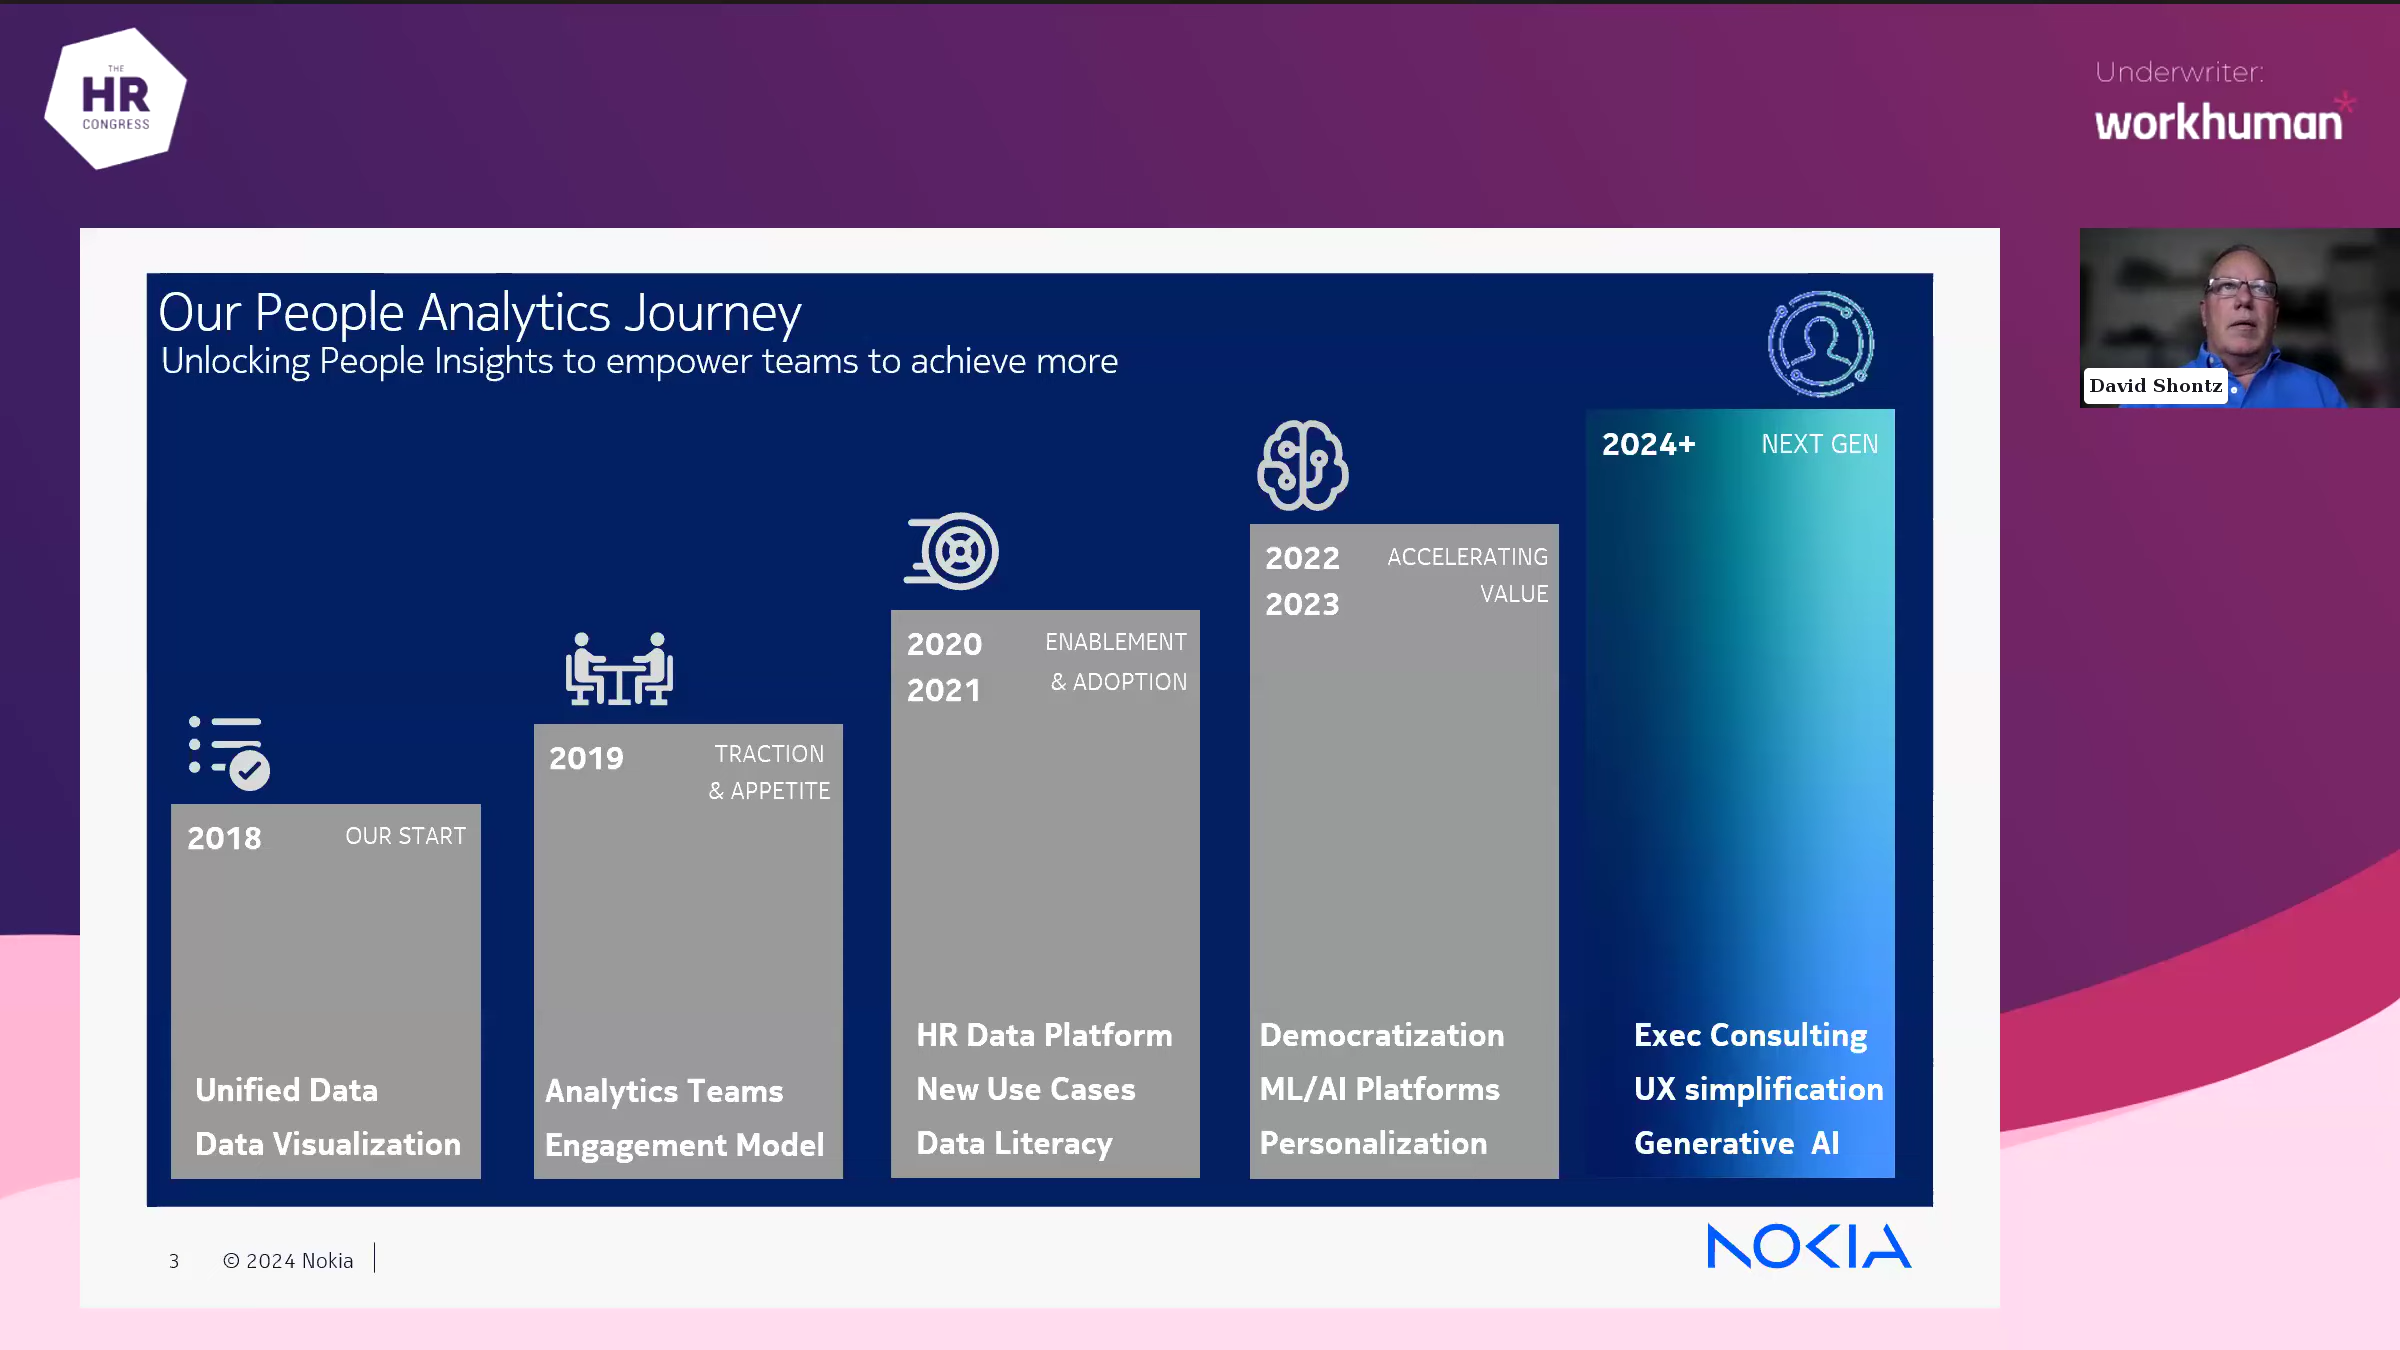 THE
HR
CONGRESS
Underwriter:
workhuman*
Our People Analytics Journey
Unlocking People Insights to empower teams to achieve more
David Shontz
2018 OUR START
Unified Data
Data Visualization
2019 TRACTION
& APPETITE
Analytics Teams
Engagement Model
2020 ENABLEMENT
2021 & ADOPTION
HR Data Platform
New Use Cases
Data Literacy
2022 ACCELERATING
2023 VALUE
Democratization
ML/AI Platforms
Personalization
2024+ NEXT GEN
Exec Consulting
UX simplification
Generative AI
3 © 2024 Nokia
NOKIA